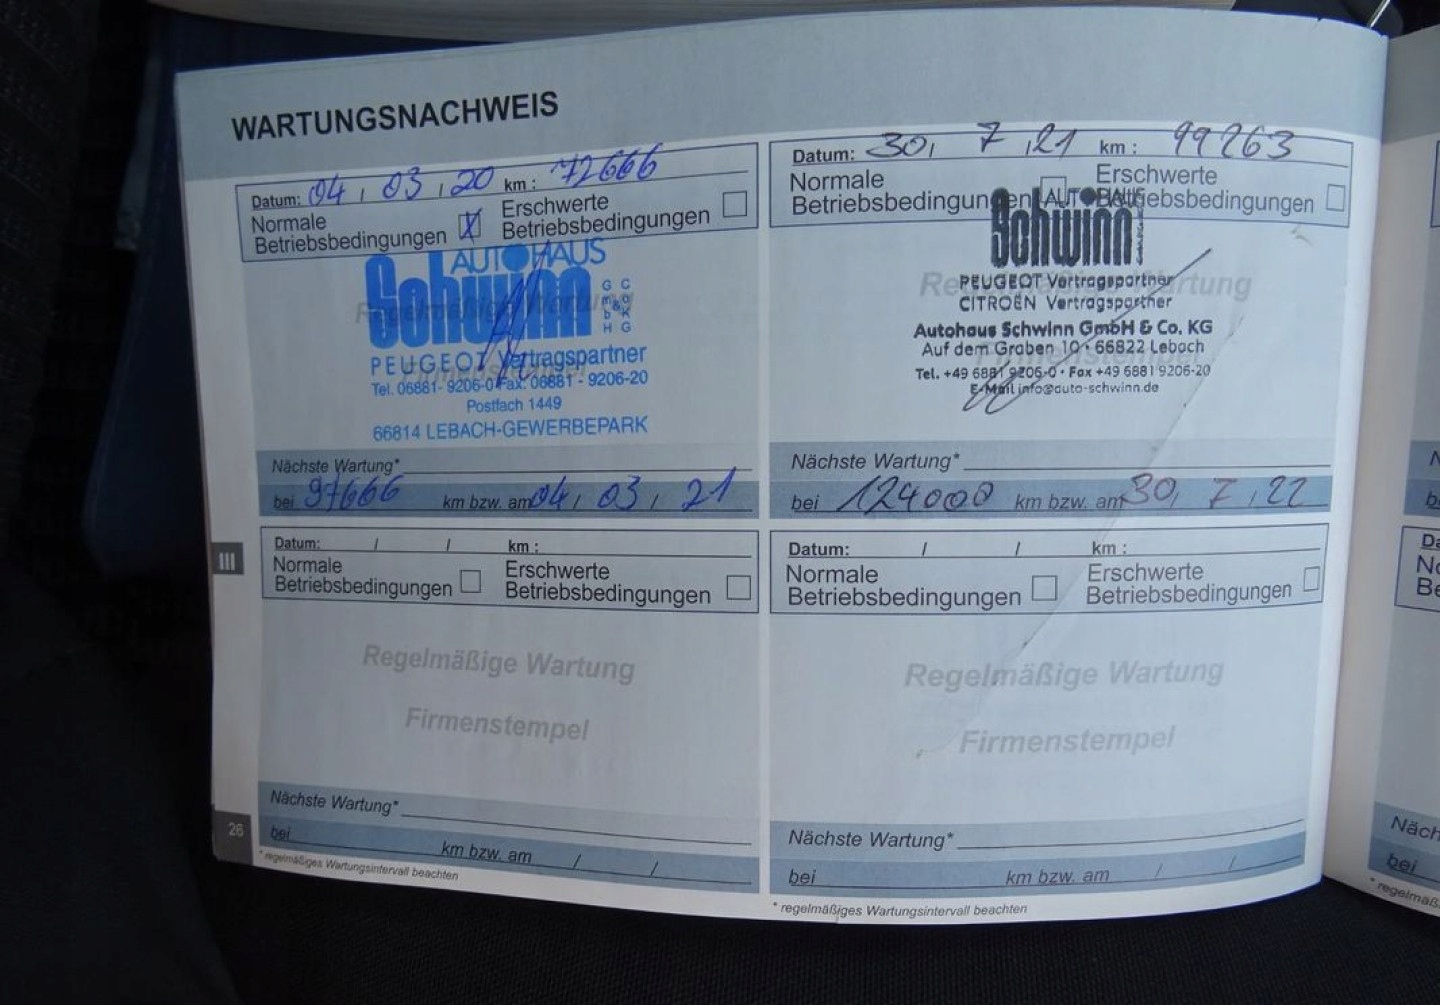 WARTUNGSNACHWEIS
Datum: 04 , 03 , 20 km : 72666
Normale Betriebsbedingungen X Erschwerte Betriebsbedingungen
AUTOHAUS
Schwinn
GmbH & Co KG
Regelmäßige Wartung
PEUGEOT Vertragspartner
Firmenstempel
Tel. 06881- 9206-0 Fax: 06881 - 9206-20
Postfach 1449
66814 LEBACH-GEWERBEPARK
Nächste Wartung*
bei 97666 km bzw. am 04 , 03 , 21
Datum: 30, 7 ,21 km : 99263
Normale Betriebsbedingungen Erschwerte Betriebsbedingungen
AUTOHAUS
Schwinn
Regelmäßige Wartung
PEUGEOT Vertragspartner
CITROËN Vertragspartner
Autohaus Schwinn GmbH & Co. KG
Firmenstempel
Auf dem Graben 10 · 66822 Lebach
Tel. +49 6881 9206-0 · Fax +49 6881 9206-20
E-Mail info@auto-schwinn.de
Nächste Wartung*
bei 124000 km bzw. am 30, 7 , 22
III
Datum: / / km :
Normale Betriebsbedingungen Erschwerte Betriebsbedingungen
Regelmäßige Wartung
Firmenstempel
Nächste Wartung*
bei km bzw. am / /
* regelmäßiges Wartungsintervall beachten
Datum: / / km :
Normale Betriebsbedingungen Erschwerte Betriebsbedingungen
Regelmäßige Wartung
Firmenstempel
Nächste Wartung*
bei km bzw. am / /
* regelmäßiges Wartungsintervall beachten
26